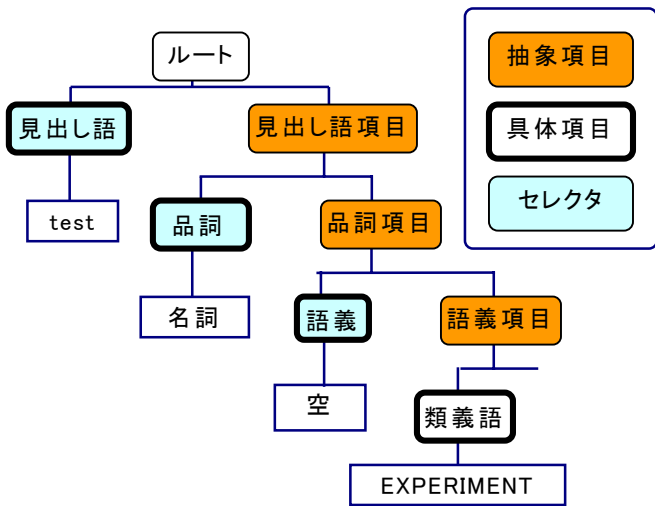 ルート
抽象項目
見出し語
見出し語項目
具体項目
セレクタ
test
品詞
品詞項目
名詞
語義
語義項目
空
類義語
EXPERIMENT